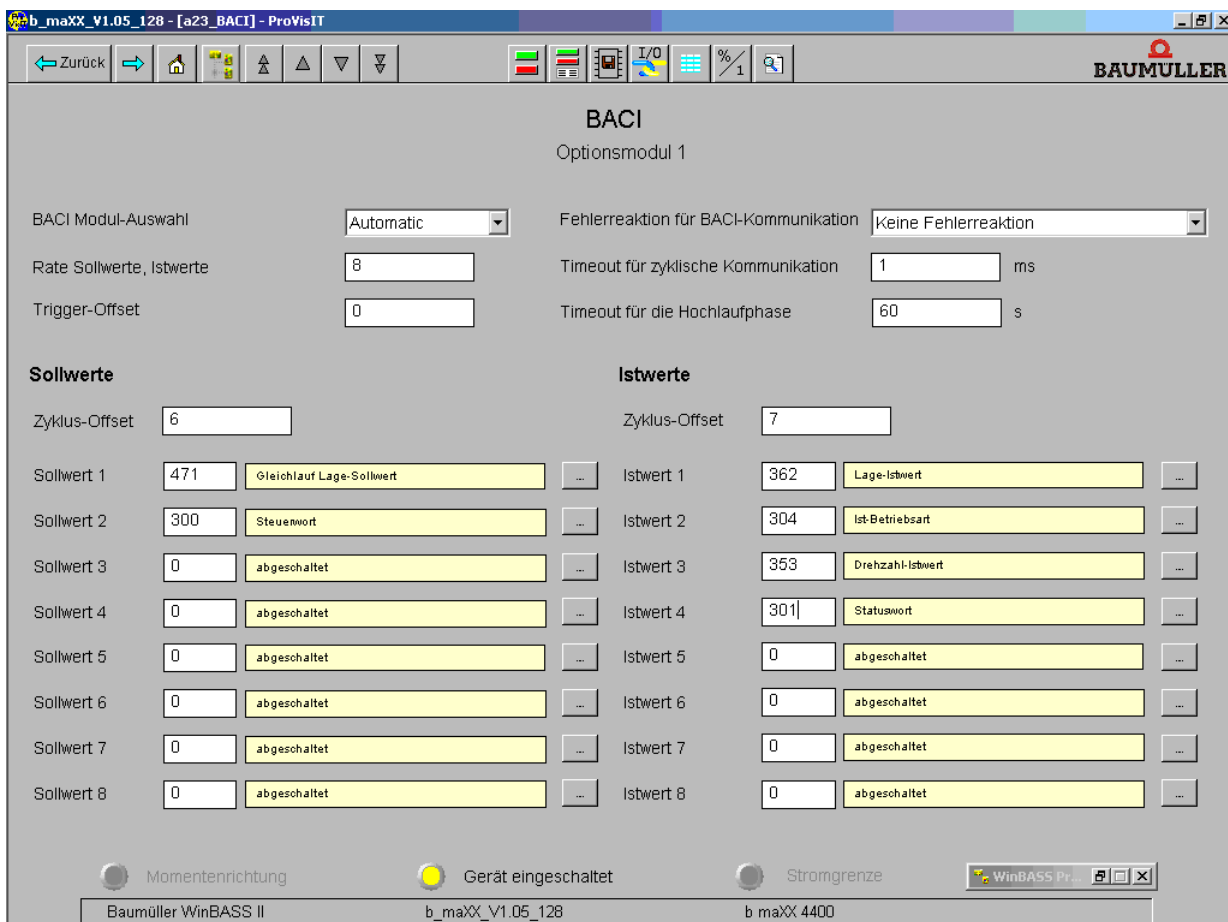 b_maXX_V1.05_128 - [a23_BACI] - ProVisIT
Zurück
I/O
%/1
BAUMÜLLER
BACI
Optionsmodul 1
BACI Modul-Auswahl
Automatic
Fehlerreaktion für BACI-Kommunikation
Keine Fehlerreaktion
Rate Sollwerte, Istwerte
8
Timeout für zyklische Kommunikation
1
ms
Trigger-Offset
0
Timeout für die Hochlaufphase
60
s
Sollwerte
Istwerte
Zyklus-Offset
6
Zyklus-Offset
7
Sollwert 1
471
Gleichlauf Lage-Sollwert
...
Istwert 1
362
Lage-Istwert
...
Sollwert 2
300
Steuerwort
...
Istwert 2
304
Ist-Betriebsart
...
Sollwert 3
0
abgeschaltet
...
Istwert 3
353
Drehzahl-Istwert
...
Sollwert 4
0
abgeschaltet
...
Istwert 4
301
Statuswort
...
Sollwert 5
0
abgeschaltet
...
Istwert 5
0
abgeschaltet
...
Sollwert 6
0
abgeschaltet
...
Istwert 6
0
abgeschaltet
...
Sollwert 7
0
abgeschaltet
...
Istwert 7
0
abgeschaltet
...
Sollwert 8
0
abgeschaltet
...
Istwert 8
0
abgeschaltet
...
Momentenrichtung
Gerät eingeschaltet
Stromgrenze
WinBASS Pr...
Baumüller WinBASS II
b_maXX_V1.05_128
b maXX 4400